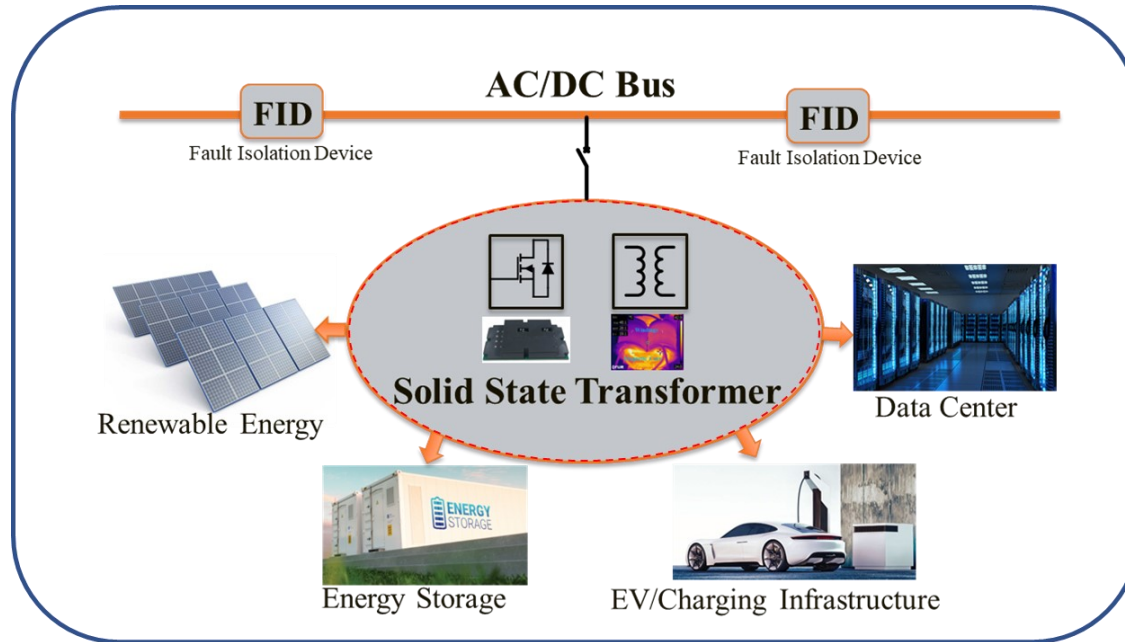 AC/DC Bus
FID
Fault Isolation Device
FID
Fault Isolation Device
Solid State Transformer
Renewable Energy
Data Center
ENERGY
STORAGE
Energy Storage
EV/Charging Infrastructure